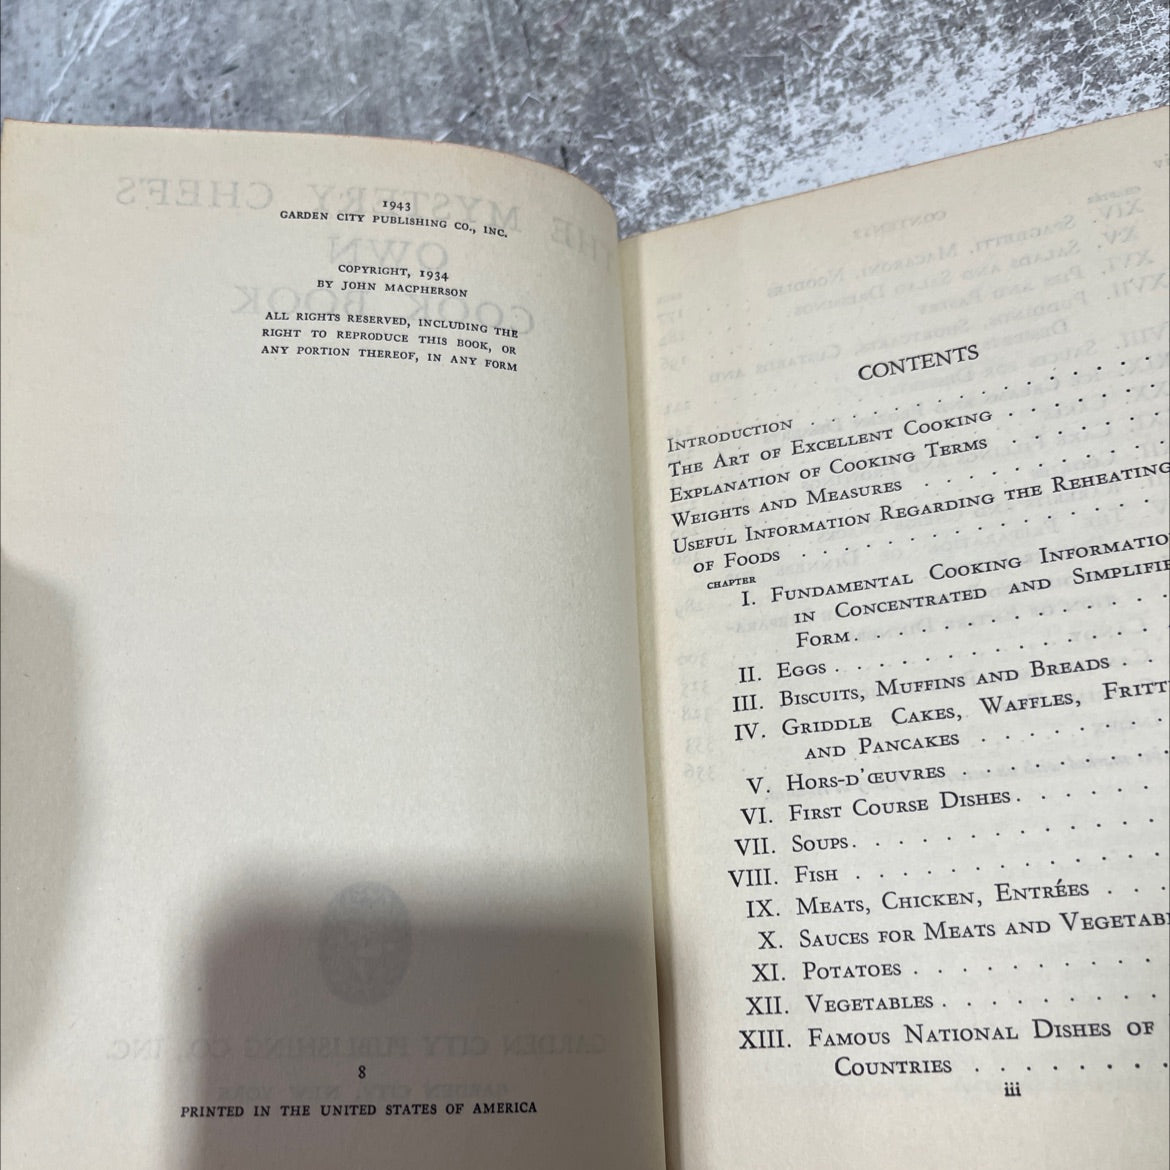 1943
GARDEN CITY PUBLISHING CO., INC.
COPYRIGHT, 1934
BY JOHN MACPHERSON
ALL RIGHTS RESERVED, INCLUDING THE
RIGHT TO REPRODUCE THIS BOOK, OR
ANY PORTION THEREOF, IN ANY FORM
8
PRINTED IN THE UNITED STATES OF AMERICA
CONTENTS
INTRODUCTION . . . . . . . . . . . .
THE ART OF EXCELLENT COOKING . . . . .
EXPLANATION OF COOKING TERMS . . . . .
WEIGHTS AND MEASURES . . . . . . . .
USEFUL INFORMATION REGARDING THE REHEATING
OF FOODS . . . . . . . . . . . .
CHAPTER
I. FUNDAMENTAL COOKING INFORMATIO
IN CONCENTRATED AND SIMPLIFIE
FORM. . . . . . . . . . .
II. EGGS . . . . . . . . . . .
III. BISCUITS, MUFFINS AND BREADS . .
IV. GRIDDLE CAKES, WAFFLES, FRITT
AND PANCAKES . . . . . . .
V. HORS-D'ŒUVRES . . . . . . .
VI. FIRST COURSE DISHES. . . . . .
VII. SOUPS. . . . . . . . . . .
VIII. FISH . . . . . . . . . . .
IX. MEATS, CHICKEN, ENTRÉES . . .
X. SAUCES FOR MEATS AND VEGETAB
XI. POTATOES . . . . . . . . .
XII. VEGETABLES . . . . . . . .
XIII. FAMOUS NATIONAL DISHES OF
COUNTRIES . . . . . . . .
iii